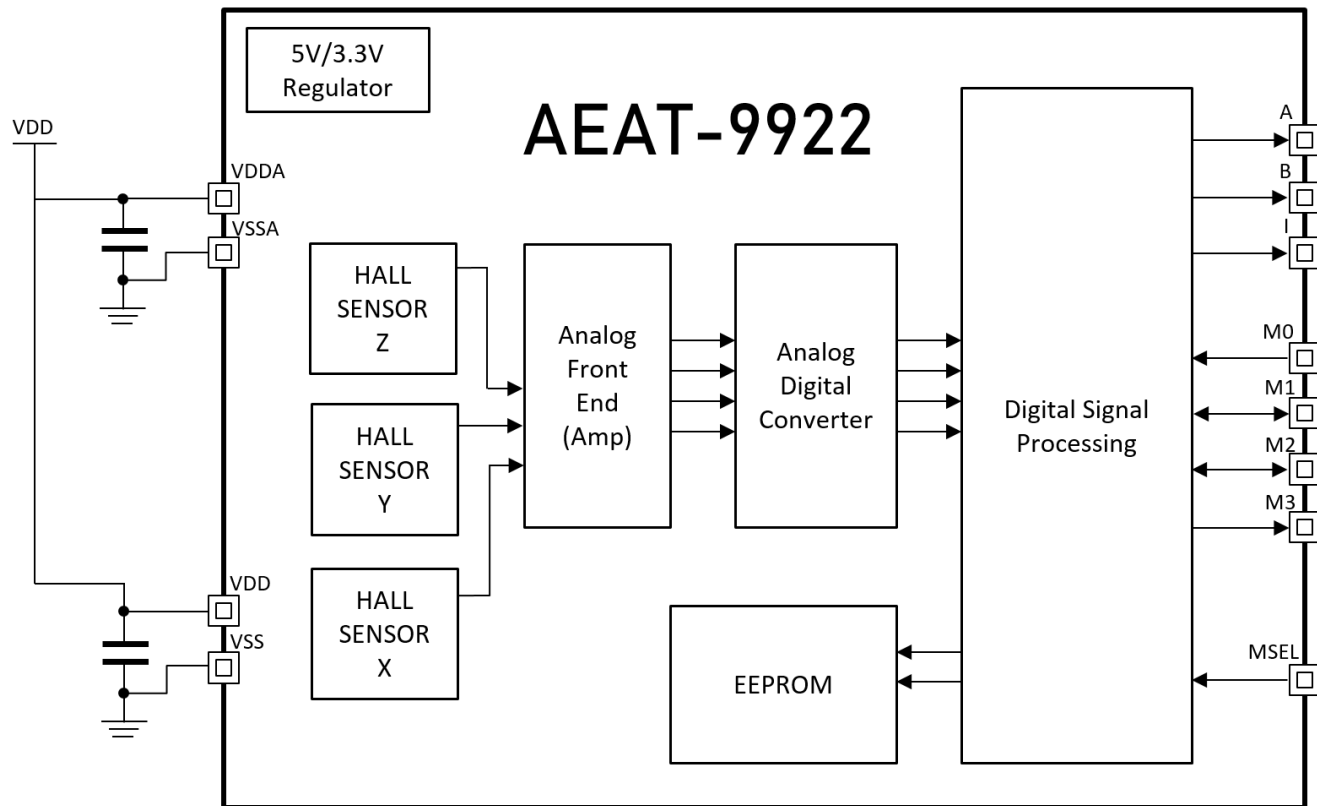 5V/3.3V
Regulator
AEAT-9922
VDD
VDDA
VSSA
HALL
SENSOR
Z
HALL
SENSOR
Y
HALL
SENSOR
X
Analog
Front
End
(Amp)
Analog
Digital
Converter
Digital Signal
Processing
EEPROM
VDD
VSS
A
B
I
M0
M1
M2
M3
MSEL